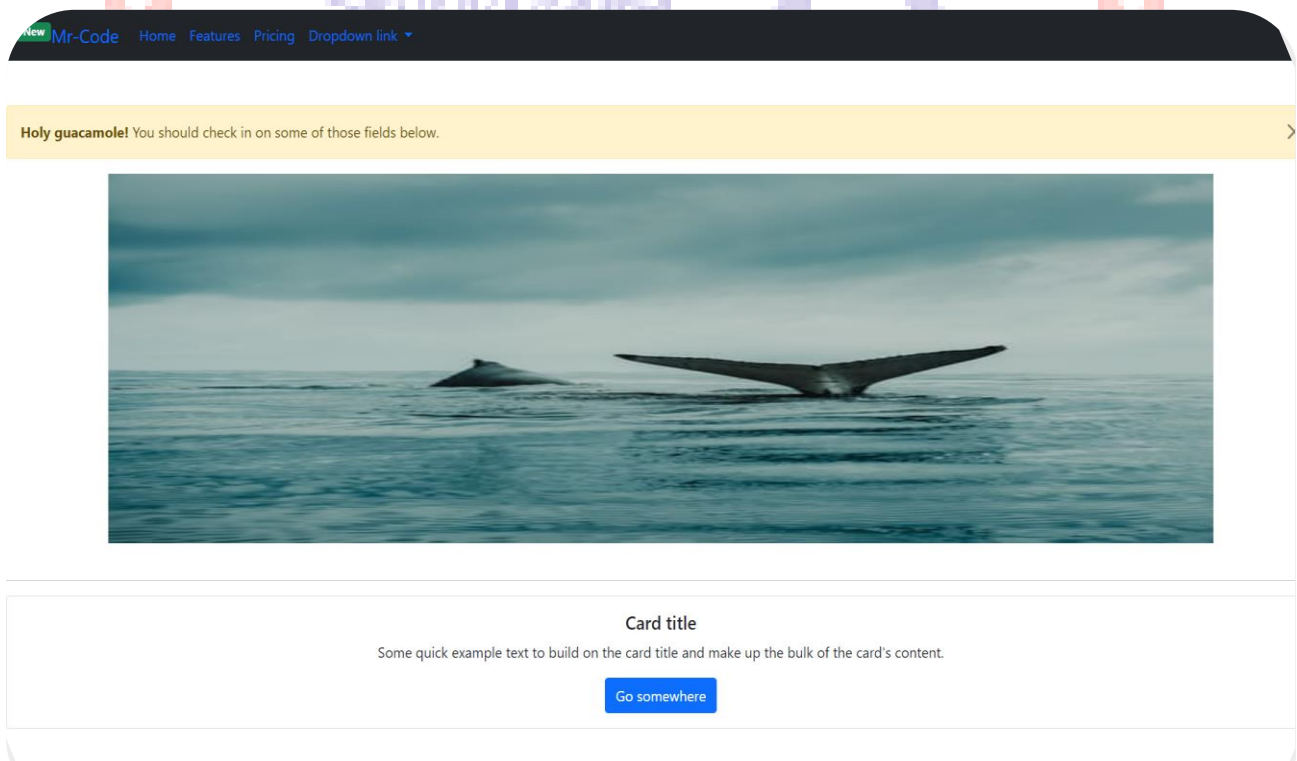 New Mr-Code Home Features Pricing Dropdown link
Holy guacamole! You should check in on some of those fields below.
Card title
Some quick example text to build on the card title and make up the bulk of the card's content.
Go somewhere